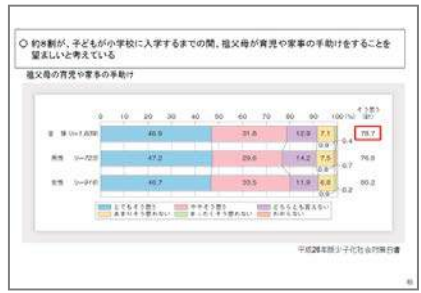 ○ 約8割が、子どもが小学校に入学するまでの間、祖父母が育児や家事の手助けをすることを
望ましいと考えている
祖父母の育児や家事の手助け
そう思う
0 10 20 30 40 50 60 70 80 90 100 (%) (計)
46.9 31.8 12.9 7.1 0.9 0.4 78.7
男性 47.2 29.6 14.2 7.5 0.8 0.7 76.8
女性 46.7 33.5 11.8 6.8 0.9 0.2 80.2
とてもそう思う ややそう思う どちらとも言えない
あまりそう思わない まったくそう思わない わからない
平成26年版少子化社会対策白書